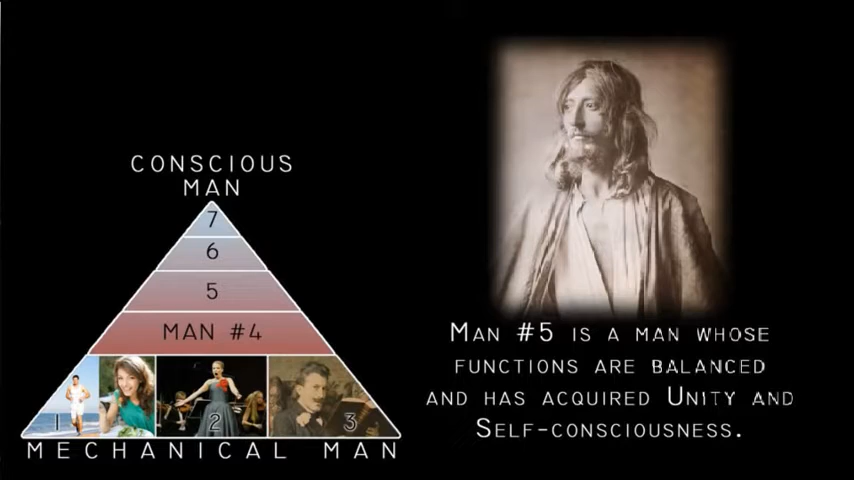 CONSCIOUS
MAN
7
6
5
MAN #4
1
2
3
MECHANICAL MAN
MAN #5 IS A MAN WHOSE
FUNCTIONS ARE BALANCED
AND HAS ACQUIRED UNITY AND
SELF-CONSCIOUSNESS.